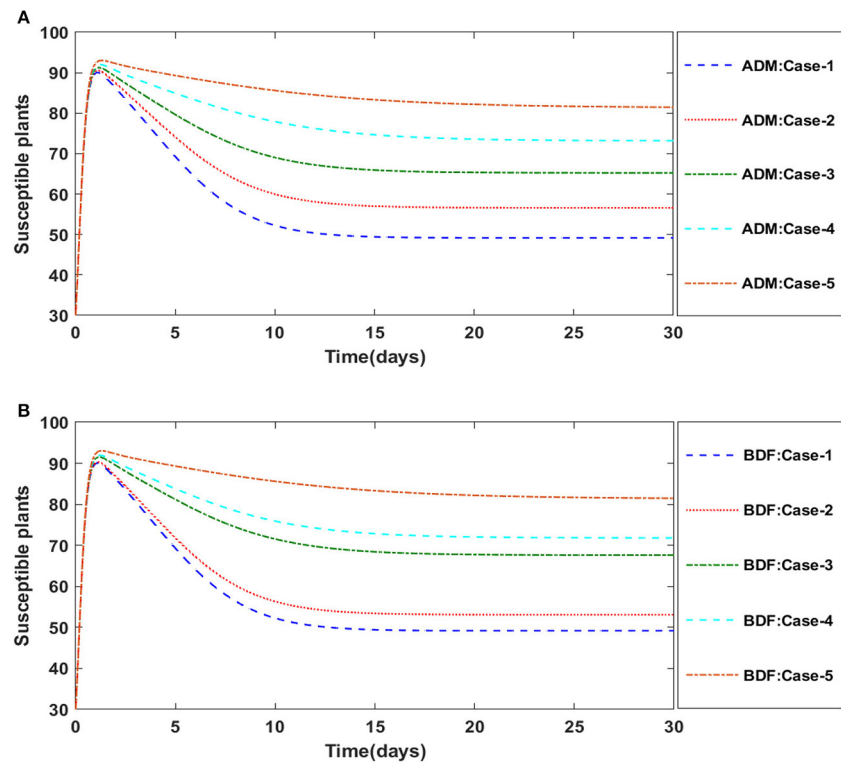 A
100
90
80
70
60
50
40
30
Susceptible plants
0 5 10 15 20 25 30
Time(days)
ADM:Case-1
ADM:Case-2
ADM:Case-3
ADM:Case-4
ADM:Case-5
B
100
90
80
70
60
50
40
30
Susceptible plants
0 5 10 15 20 25 30
Time(days)
BDF:Case-1
BDF:Case-2
BDF:Case-3
BDF:Case-4
BDF:Case-5